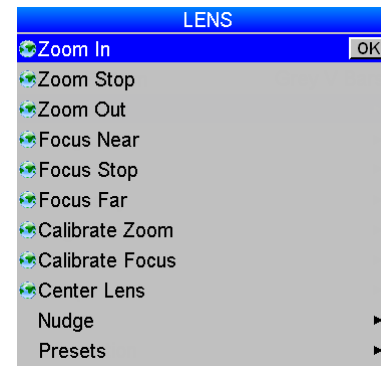 LENS
Zoom In OK
Zoom Stop
Zoom Out
Focus Near
Focus Stop
Focus Far
Calibrate Zoom
Calibrate Focus
Center Lens
Nudge
Presets